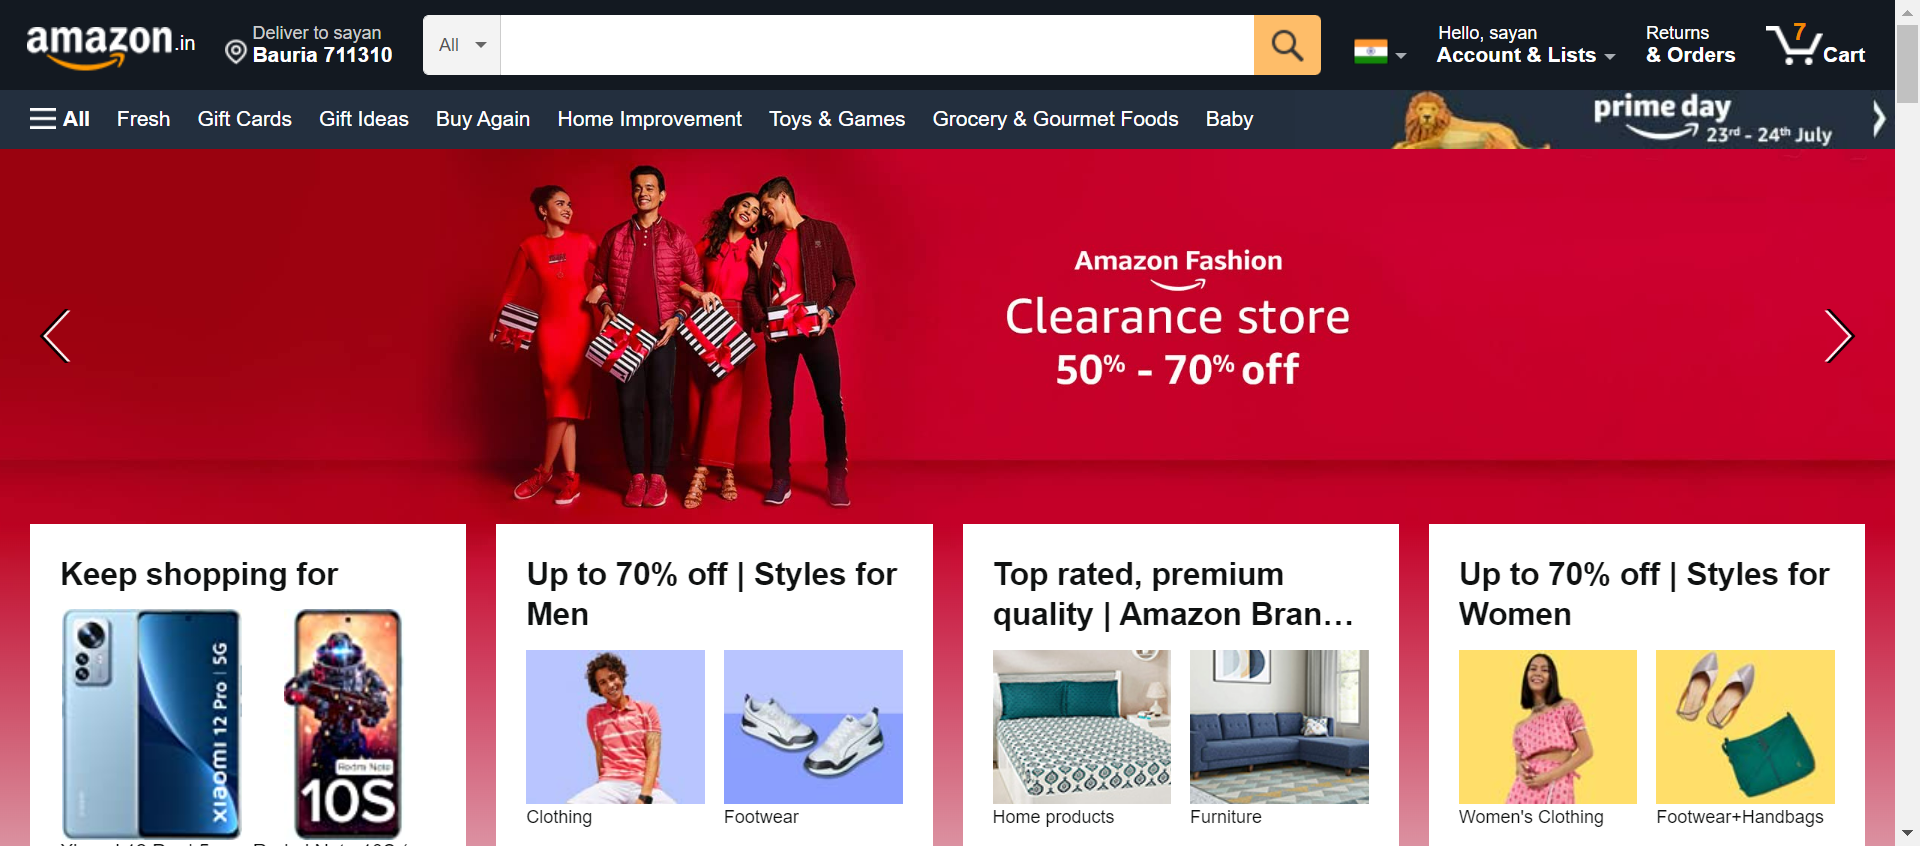 amazon.in
Deliver to sayan
Bauria 711310
All
Hello, sayan
Account & Lists
Returns
& Orders
7
Cart
All
Fresh
Gift Cards
Gift Ideas
Buy Again
Home Improvement
Toys & Games
Grocery & Gourmet Foods
Baby
prime day
23rd - 24th July
Amazon Fashion
Clearance store
50% - 70% off
Keep shopping for
xiaomi 12 Pro | 5G
Redmi Note
10S
Up to 70% off | Styles for
Men
Clothing
Footwear
Top rated, premium
quality | Amazon Bran…
Home products
Furniture
Up to 70% off | Styles for
Women
Women's Clothing
Footwear+Handbags